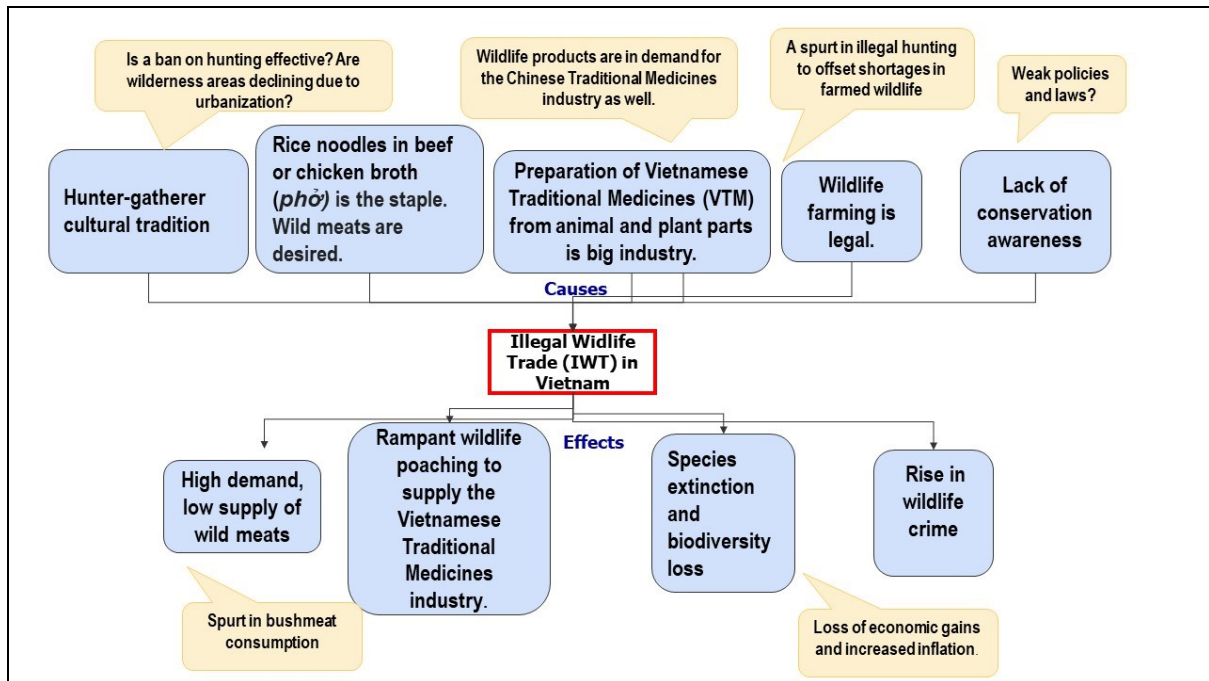 Is a ban on hunting effective? Are
wilderness areas declining due to
urbanization?
Wildlife products are in demand for
the Chinese Traditional Medicines
industry as well.
A spurt in illegal hunting
to offset shortages in
farmed wildlife
Weak policies
and laws?
Hunter-gatherer
cultural tradition
Rice noodles in beef
or chicken broth
(phở) is the staple.
Wild meats are
desired.
Preparation of Vietnamese
Traditional Medicines (VTM)
from animal and plant parts
is big industry.
Wildlife
farming is
legal.
Lack of
conservation
awareness
Causes
Illegal Widlife
Trade (IWT) in
Vietnam
Effects
High demand,
low supply of
wild meats
Rampant wildlife
poaching to
supply the
Vietnamese
Traditional
Medicines
industry.
Species
extinction
and
biodiversity
loss
Rise in
wildlife
crime
Spurt in bushmeat
consumption
Loss of economic gains
and increased inflation.